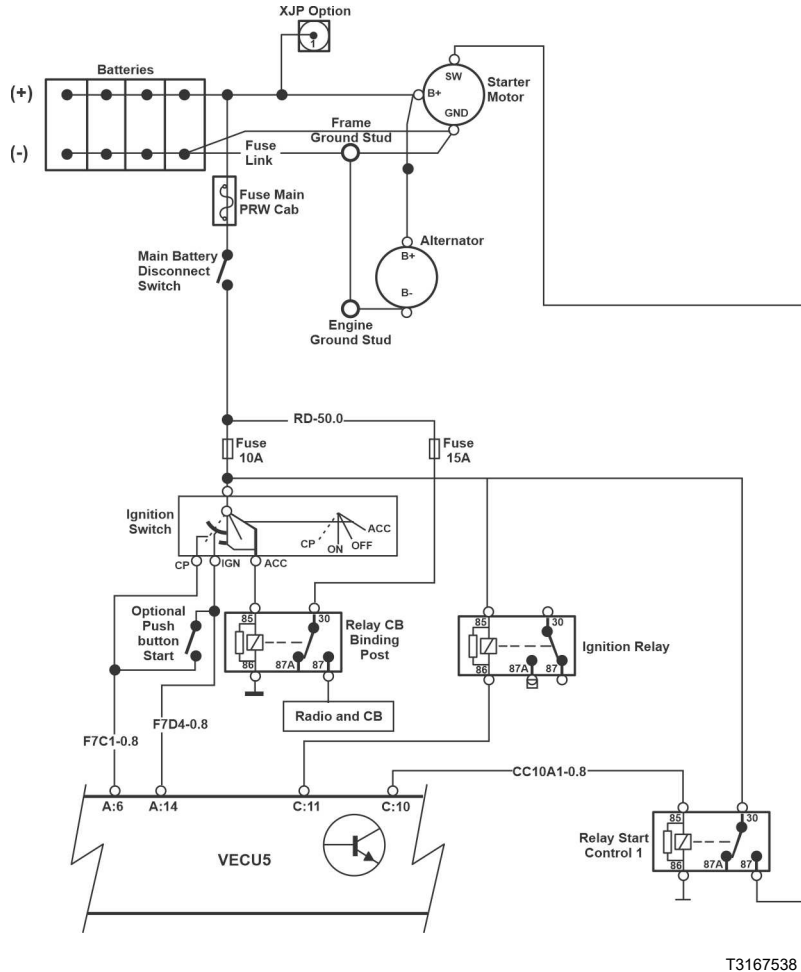 XJP Option
1
Batteries
(+)
(-)
SW
B+
GND
Starter
Motor
Frame
Ground Stud
Fuse
Link
Fuse Main
PRW Cab
Alternator
B+
B-
Main Battery
Disconnect
Switch
Engine
Ground Stud
RD-50.0
Fuse
10A
Fuse
15A
Ignition
Switch
CP
ON
OFF
ACC
CP
IGN
ACC
Optional
Push
button
Start
85
30
86
87A
87
Relay CB
Binding
Post
85
30
86
87A
87
Ignition Relay
Radio and CB
F7C1-0.8
F7D4-0.8
CC10A1-0.8
A:6
A:14
C:11
C:10
VECU5
85
30
86
87A
87
Relay Start
Control 1
T3167538